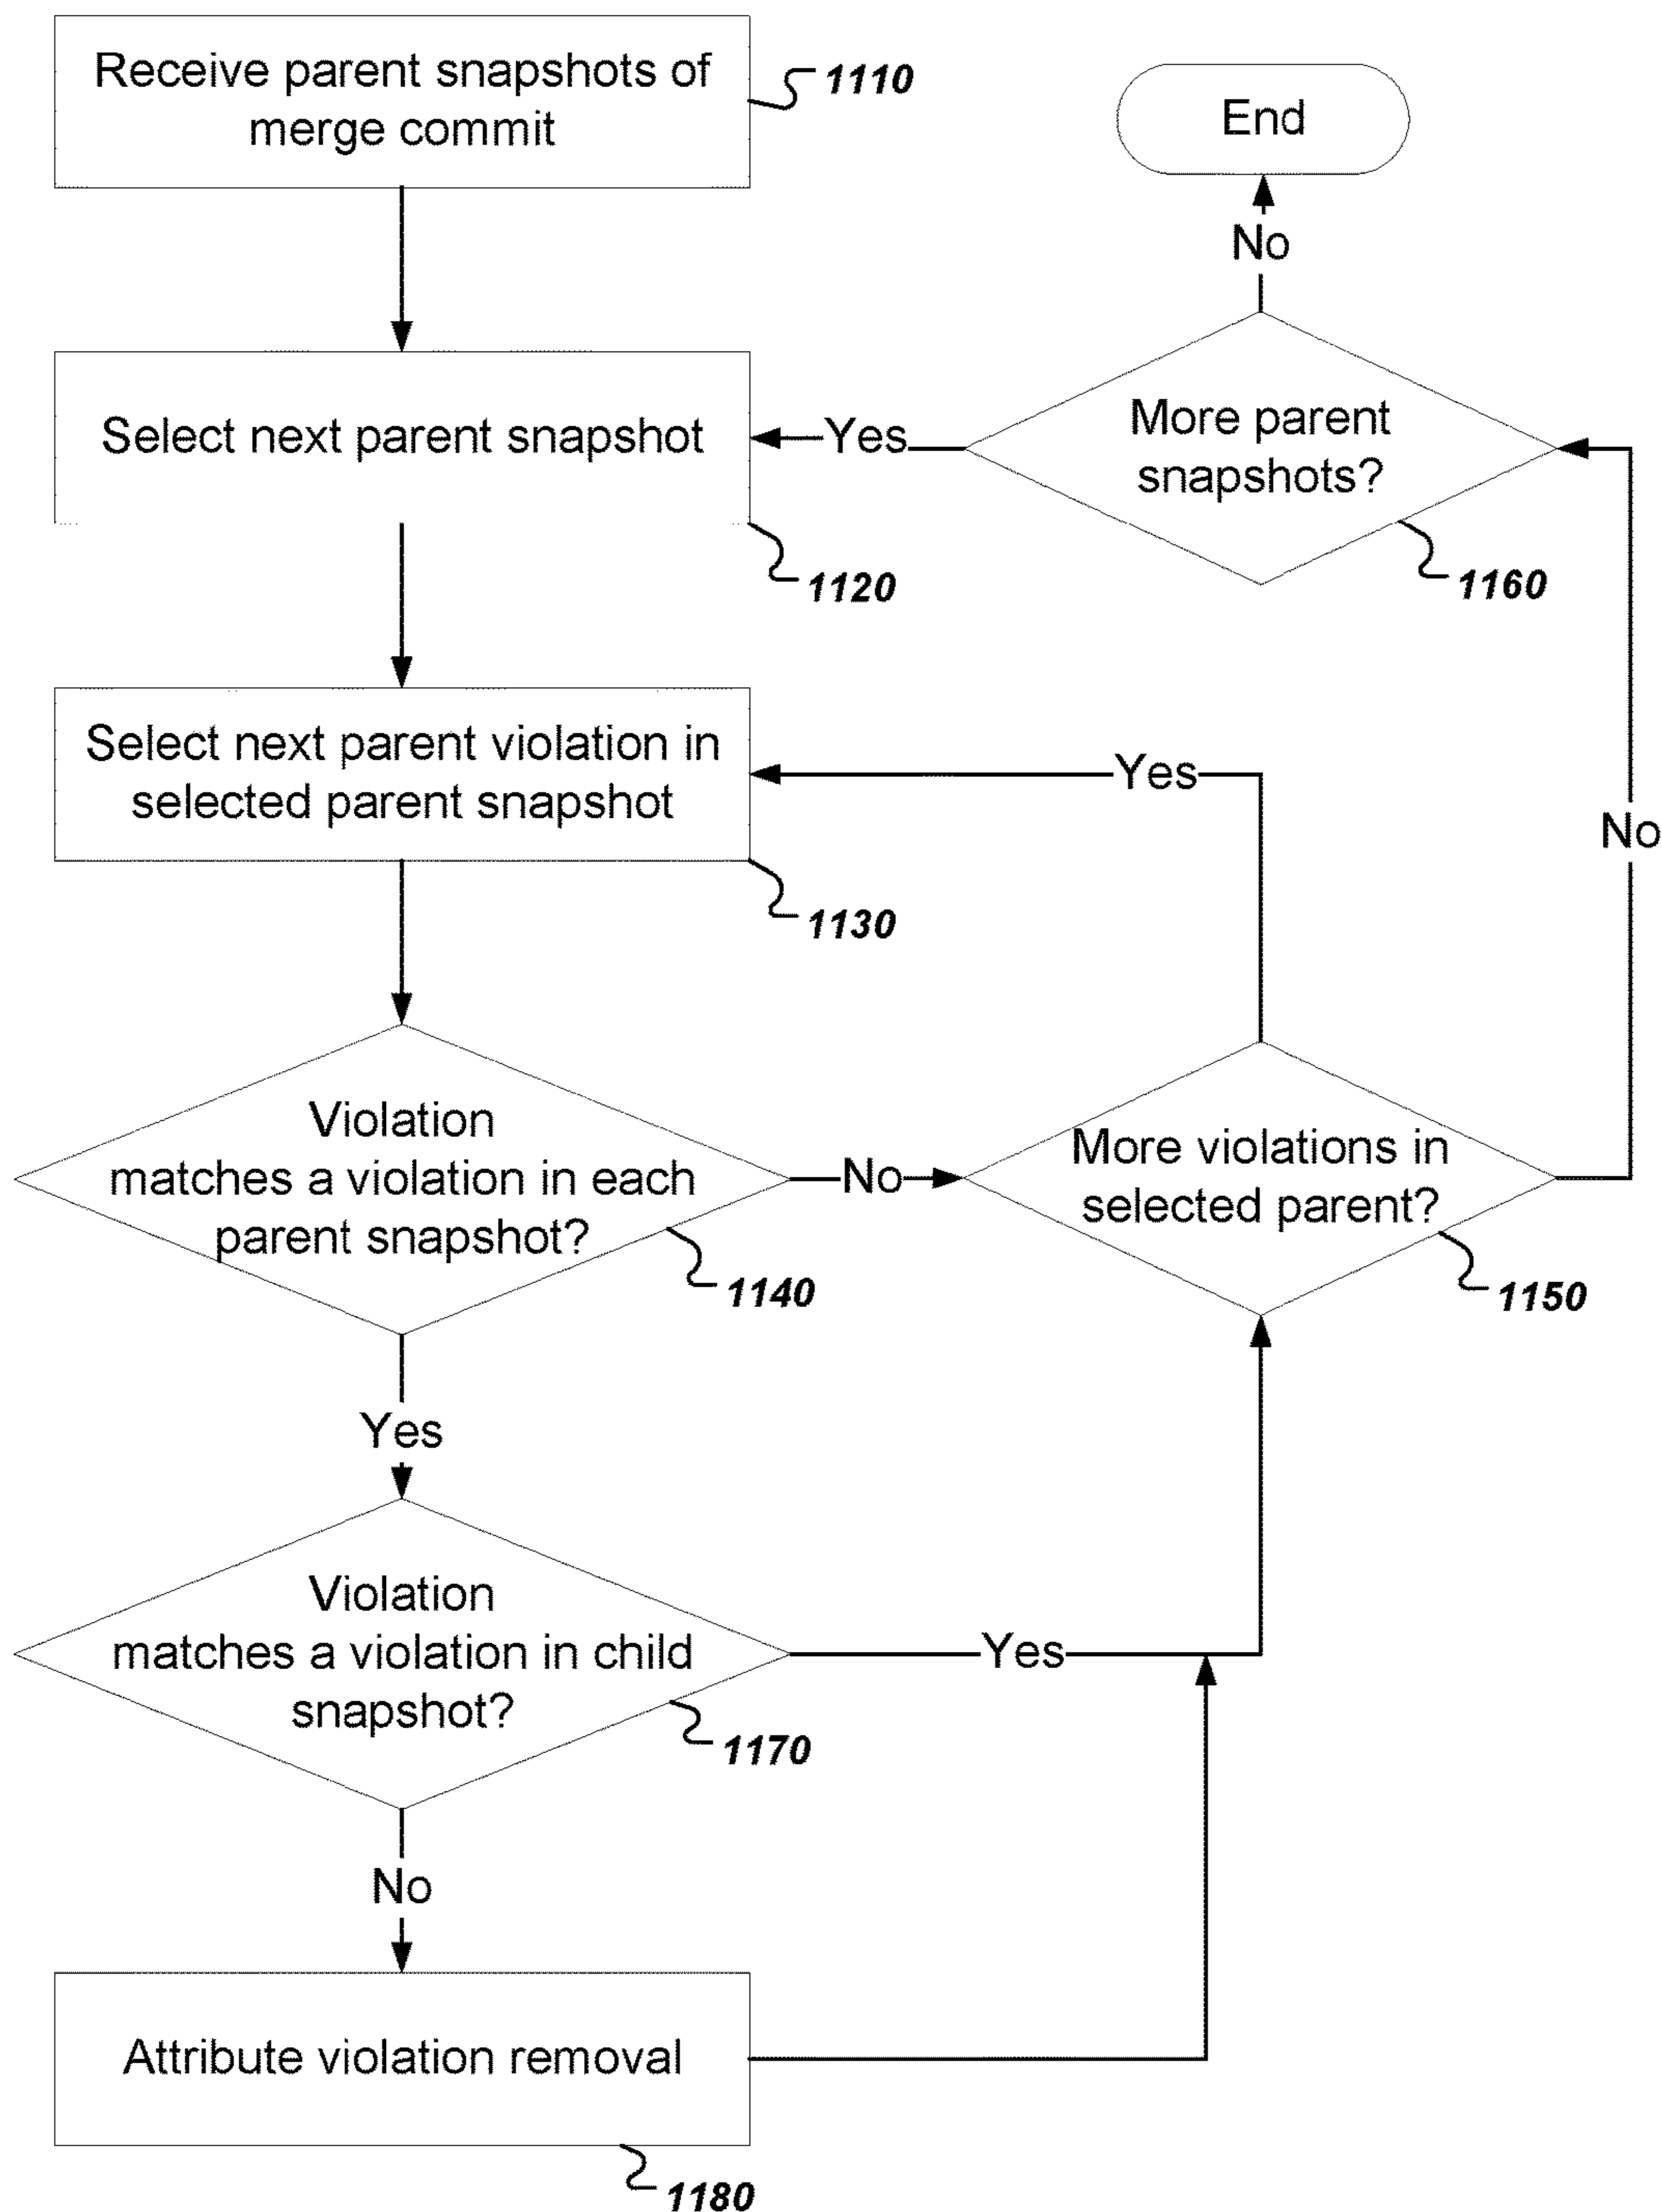 Receive parent snapshots of
merge commit
1110
End
No
Select next parent snapshot
Yes
More parent
snapshots?
1120
1160
Select next parent violation in
selected parent snapshot
Yes
No
1130
Violation
matches a violation in each
parent snapshot?
No
More violations in
selected parent?
1140
1150
Yes
Violation
matches a violation in child
snapshot?
Yes
1170
No
Attribute violation removal
1180